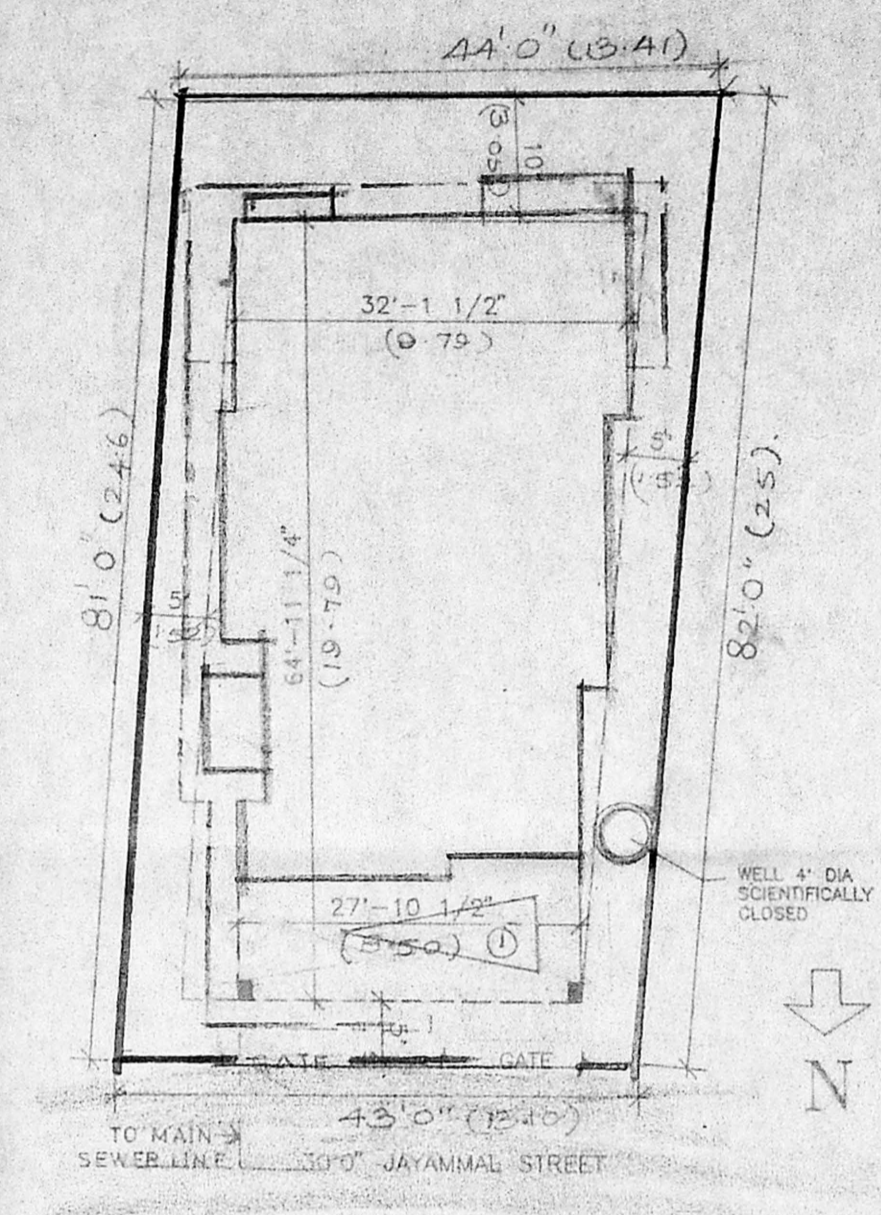 44'·0" (13·41)
10'
(3·05)
32'-1 1/2"
(9·79)
5'
81'·0" (24·6)
64'-11 1/4"
(19·79)
82'·0" (25).
5'
WELL 4' DIA
SCIENTIFICALLY
CLOSED
27'-10 1/2"
(8·50)
1
5'
GATE
GATE
N
43'0" (13·10)
TO MAIN
SEWER LINE
30'0" JAYAMMAL STREET